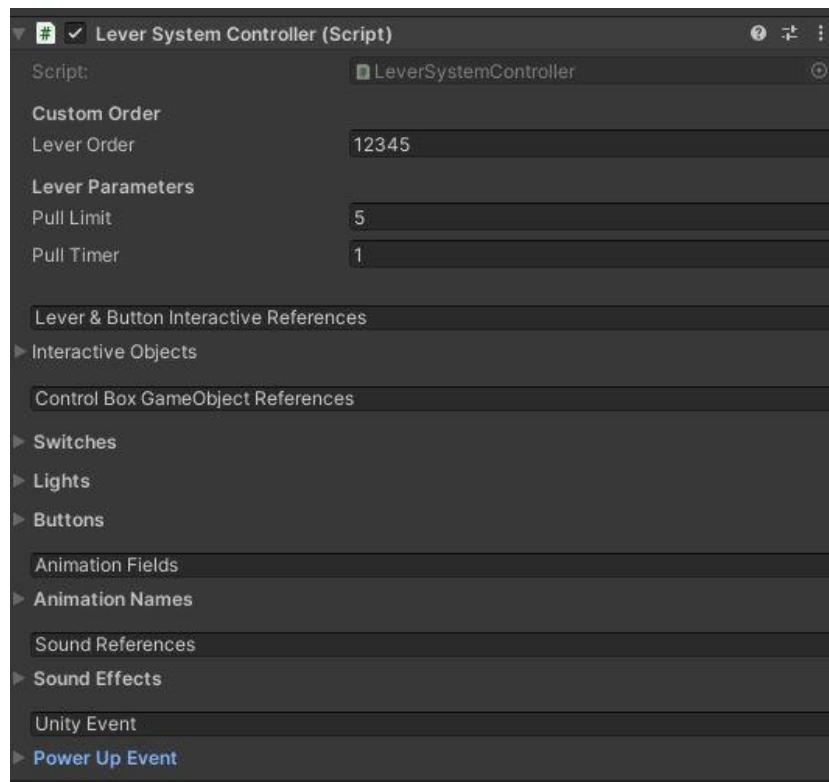 Lever System Controller (Script)
Script: LeverSystemController
Custom Order
Lever Order 12345
Lever Parameters
Pull Limit 5
Pull Timer 1
Lever & Button Interactive References
Interactive Objects
Control Box GameObject References
Switches
Lights
Buttons
Animation Fields
Animation Names
Sound References
Sound Effects
Unity Event
Power Up Event